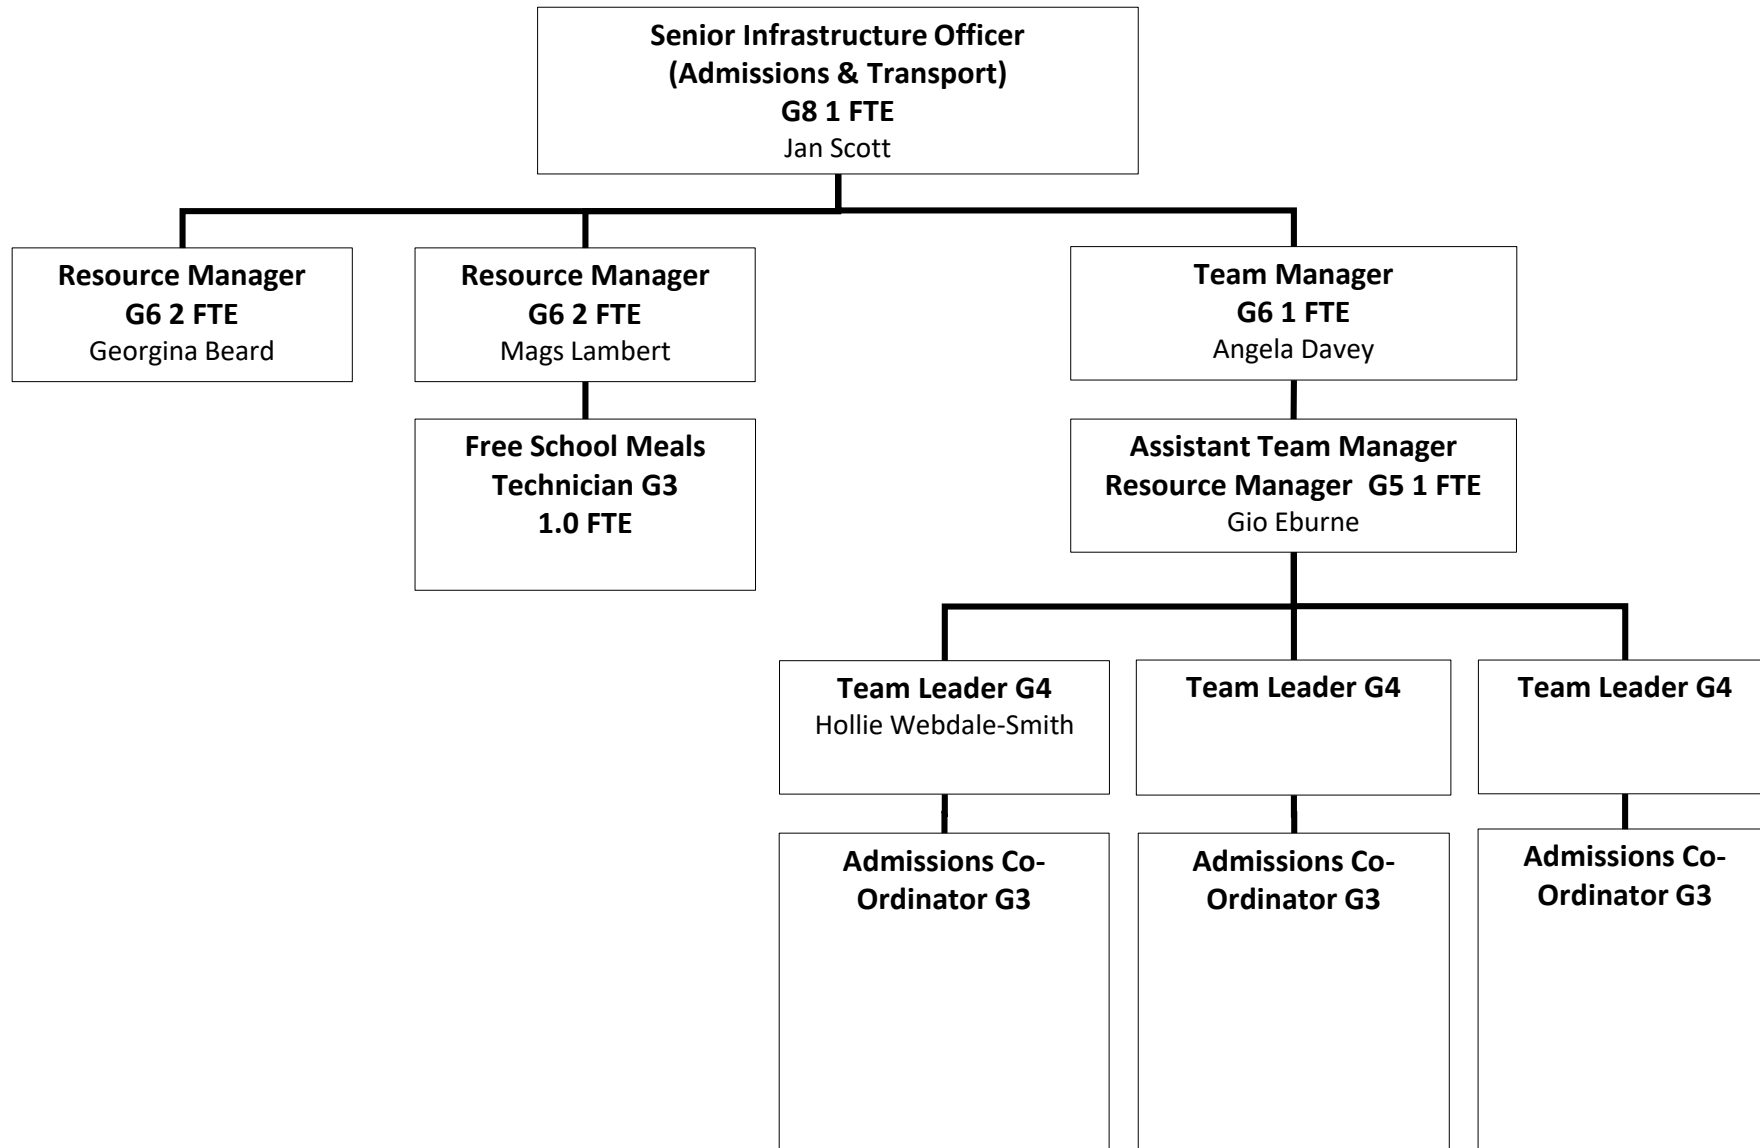 Senior Infrastructure Officer
(Admissions & Transport)
G8 1 FTE
Jan Scott
Resource Manager
G6 2 FTE
Georgina Beard
Resource Manager
G6 2 FTE
Mags Lambert
Team Manager
G6 1 FTE
Angela Davey
Free School Meals
Technician G3
1.0 FTE
Assistant Team Manager
Resource Manager  G5 1 FTE
Gio Eburne
Team Leader G4
Hollie Webdale-Smith
Team Leader G4
Team Leader G4
Admissions Co-
Ordinator G3
Admissions Co-
Ordinator G3
Admissions Co-
Ordinator G3